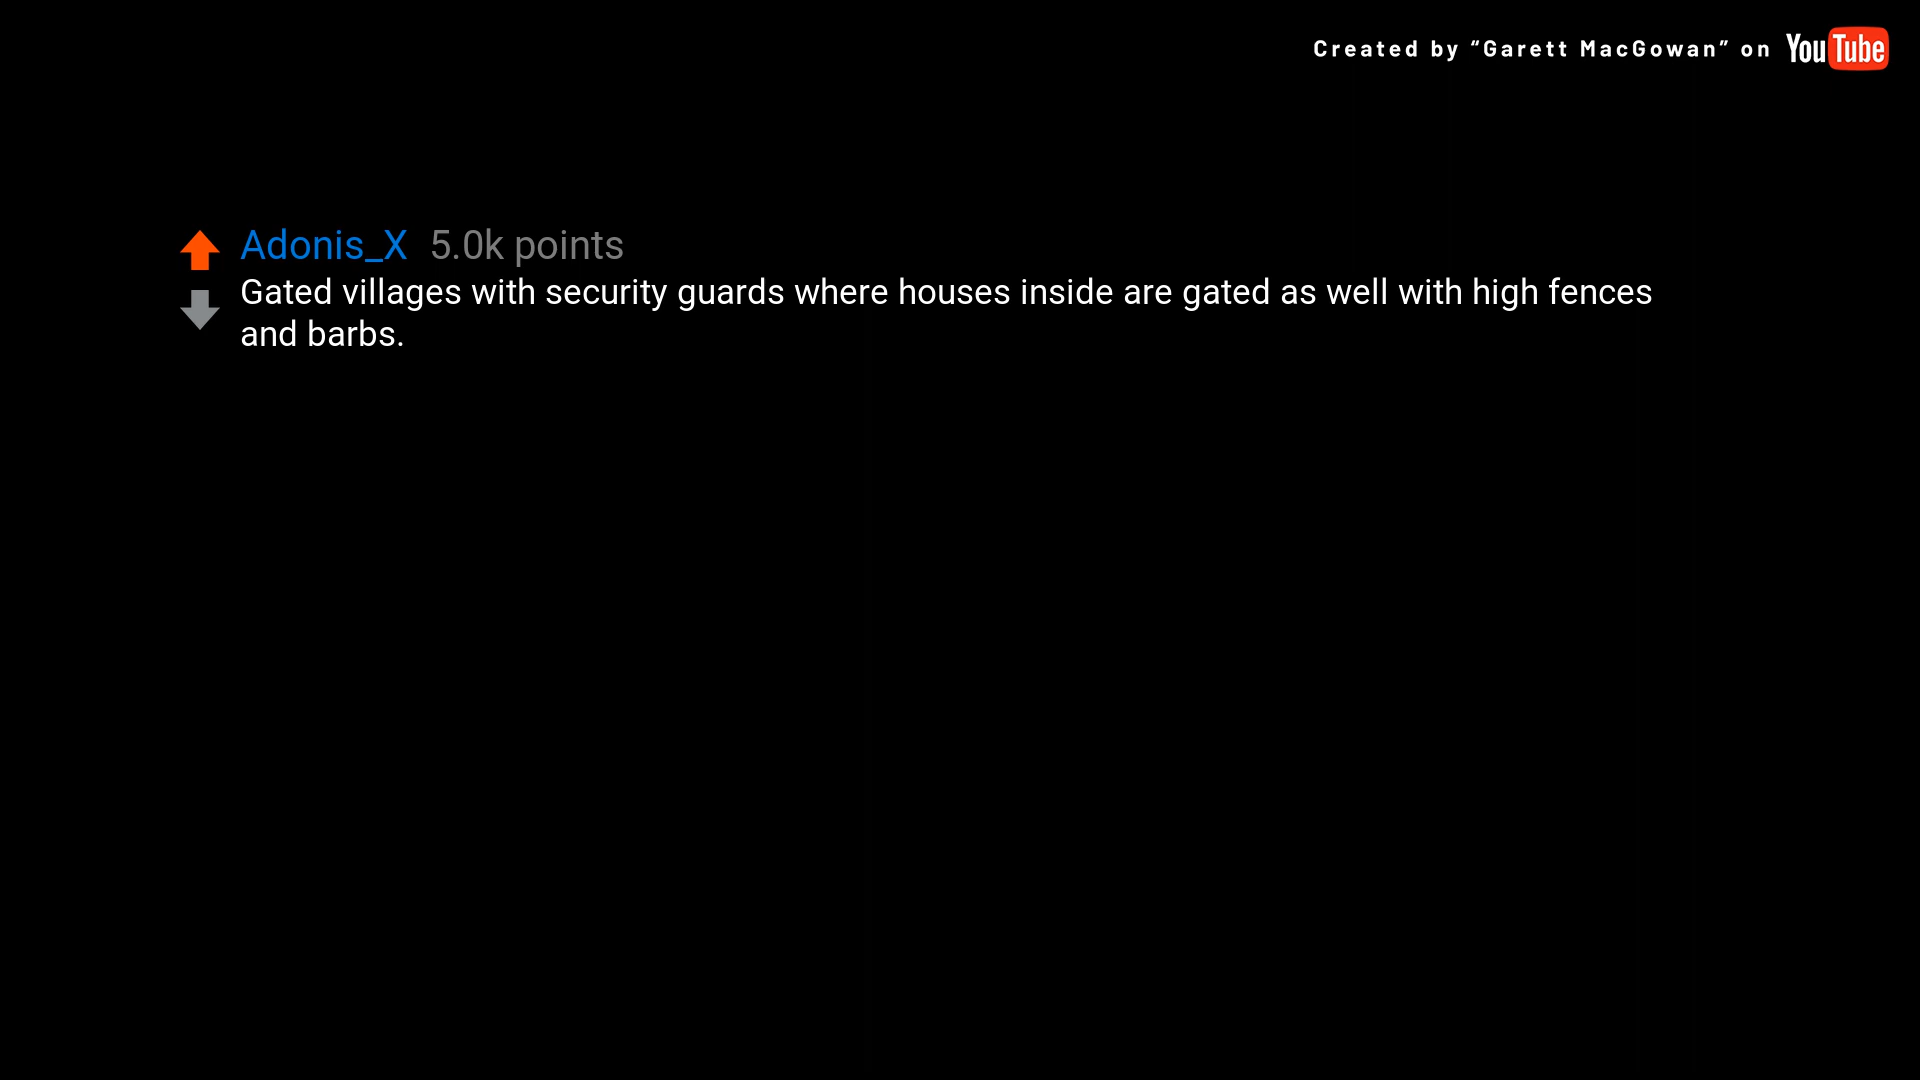 Created by “Garett MacGowan” on YouTube
Adonis_X 5.0k points
Gated villages with security guards where houses inside are gated as well with high fences
and barbs.